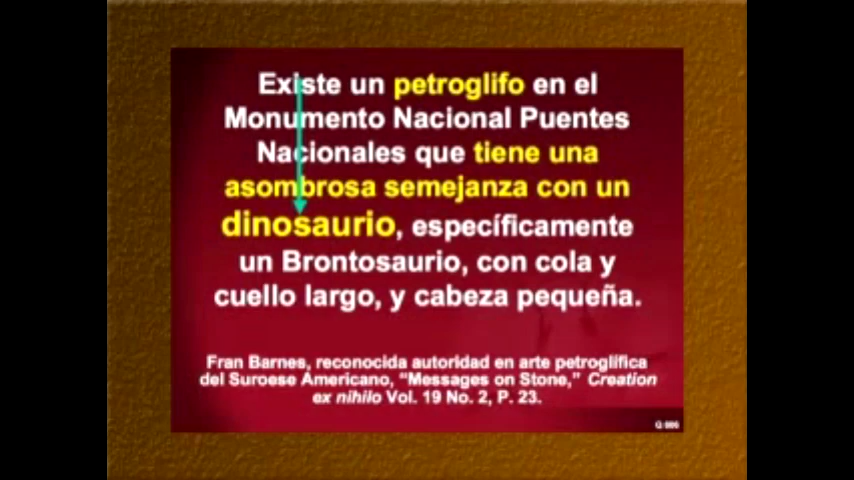 Existe un petroglifo en el
Monumento Nacional Puentes
Nacionales que tiene una
asombrosa semejanza con un
dinosaurio, específicamente
un Brontosaurio, con cola y
cuello largo, y cabeza pequeña.
Fran Barnes, reconocida autoridad en arte petroglífica
del Suroese Americano, “Messages on Stone,” Creation
ex nihilo Vol. 19 No. 2, P. 23.